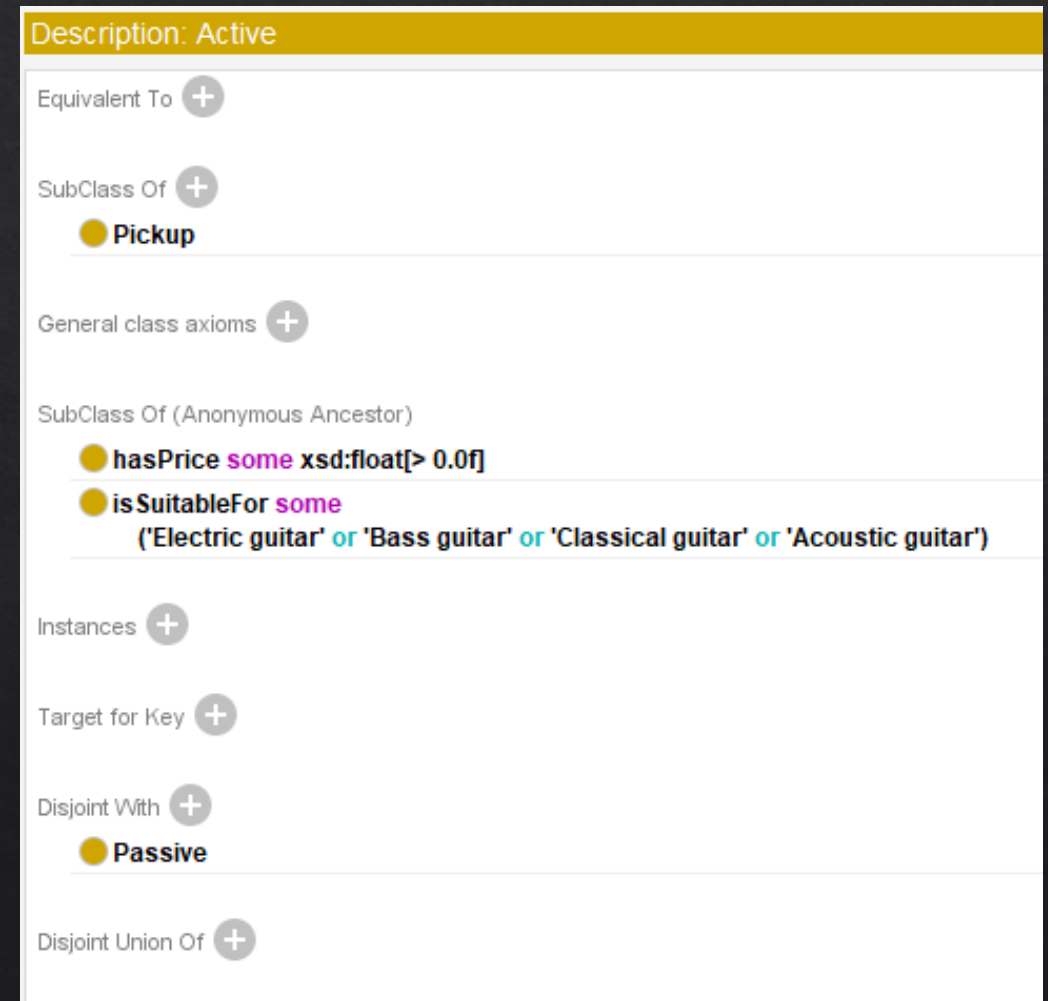 Description: Active
Equivalent To
SubClass Of
Pickup
General class axioms
SubClass Of (Anonymous Ancestor)
hasPrice some xsd:float[> 0.0f]
isSuitableFor some
('Electric guitar' or 'Bass guitar' or 'Classical guitar' or 'Acoustic guitar')
Instances
Target for Key
Disjoint With
Passive
Disjoint Union Of